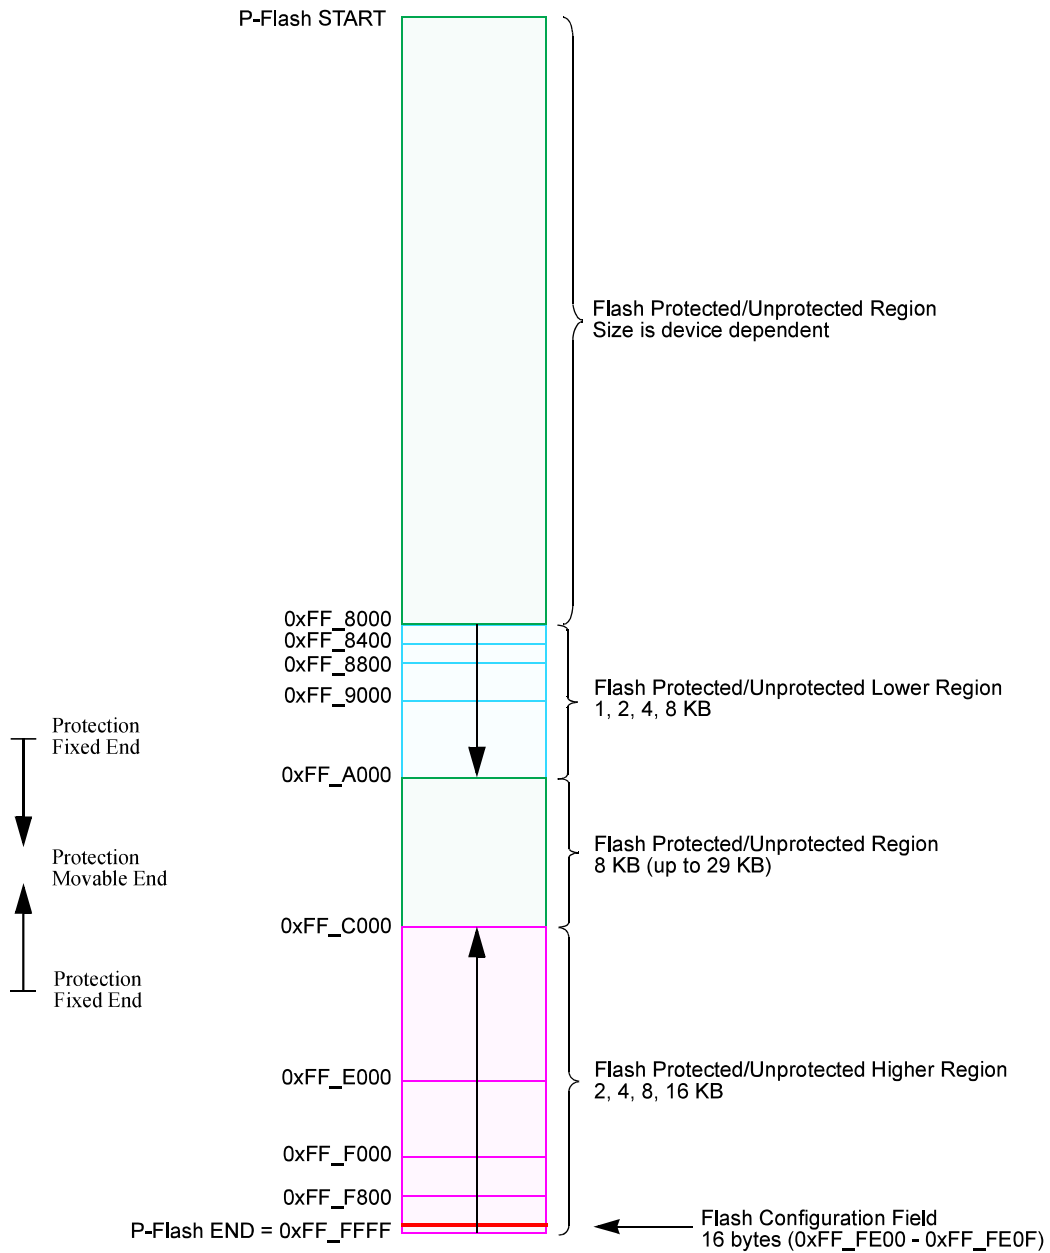 P-Flash START
Flash Protected/Unprotected Region
Size is device dependent
0xFF_8000
0xFF_8400
0xFF_8800
0xFF_9000
Flash Protected/Unprotected Lower Region
1, 2, 4, 8 KB
Protection
Fixed End
0xFF_A000
Protection
Movable End
Flash Protected/Unprotected Region
8 KB (up to 29 KB)
0xFF_C000
Protection
Fixed End
0xFF_E000
Flash Protected/Unprotected Higher Region
2, 4, 8, 16 KB
0xFF_F000
0xFF_F800
P-Flash END = 0xFF_FFFF
Flash Configuration Field
16 bytes (0xFF_FE00 - 0xFF_FE0F)